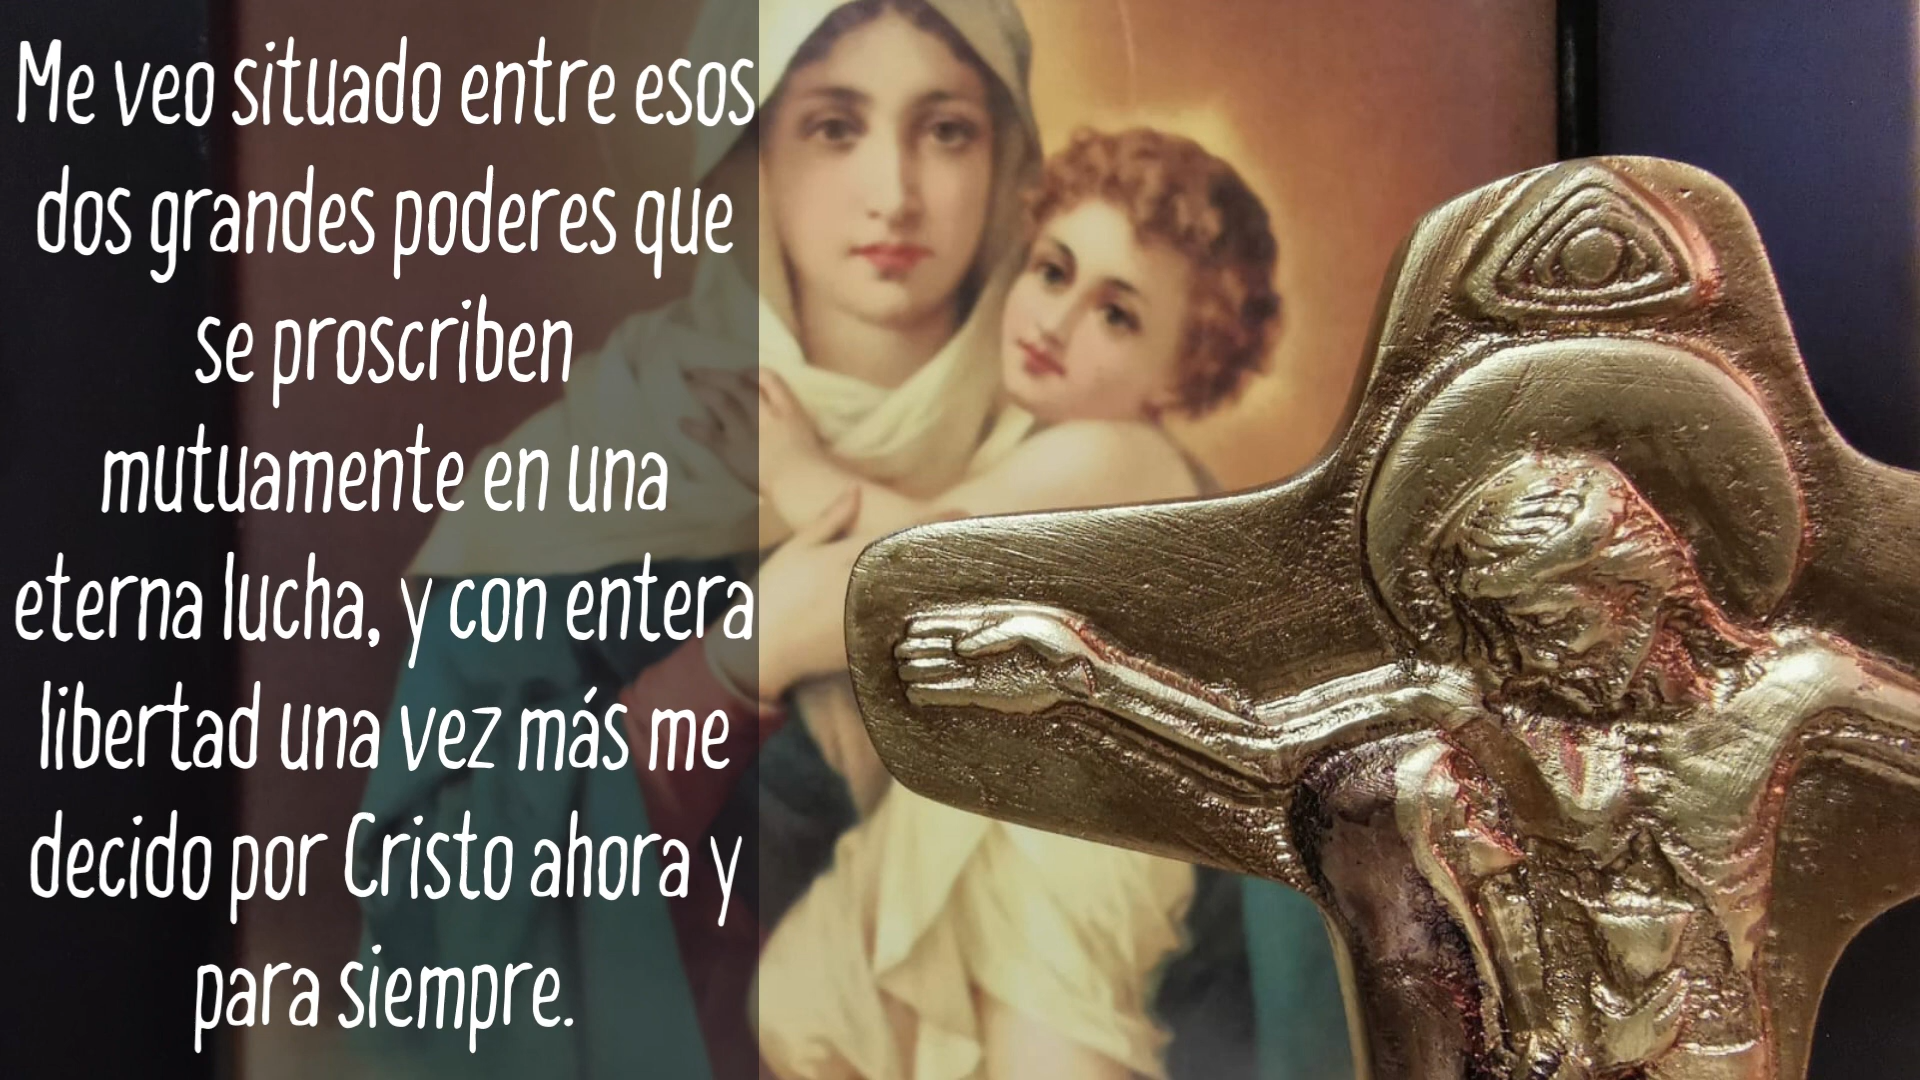 Me veo situado entre esos
dos grandes poderes que
se proscriben
mutuamente en una
eterna lucha, y con entera
libertad una vez más me
decido por Cristo ahora y
para siempre.